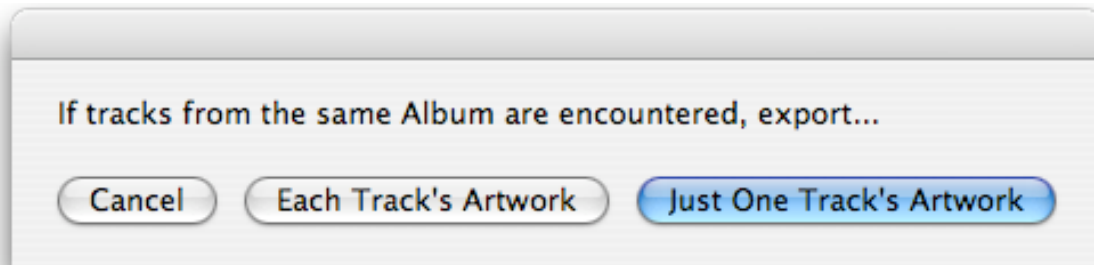 If tracks from the same Album are encountered, export...
Cancel Each Track's Artwork Just One Track's Artwork